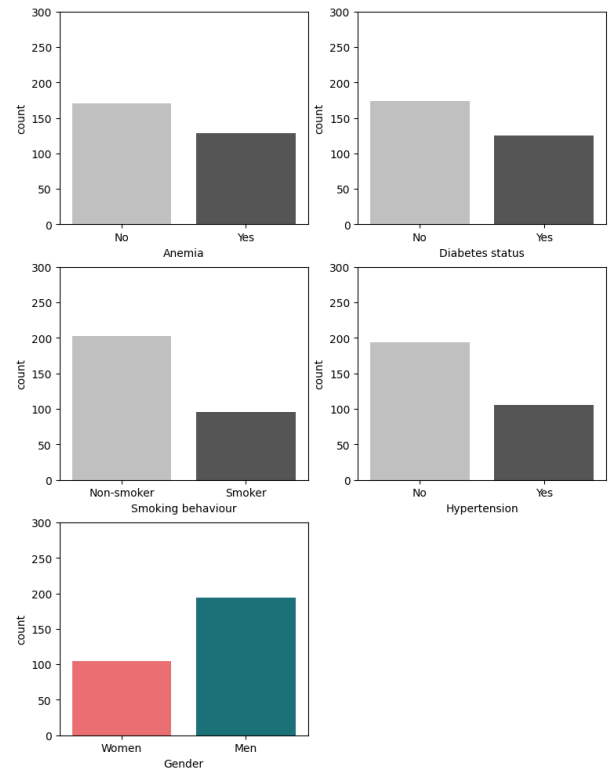 300
250
200
150
100
50
0
count
No Yes
Anemia
300
250
200
150
100
50
0
count
No Yes
Diabetes status
300
250
200
150
100
50
0
count
Non-smoker Smoker
Smoking behaviour
300
250
200
150
100
50
0
count
No Yes
Hypertension
300
250
200
150
100
50
0
count
Women Men
Gender